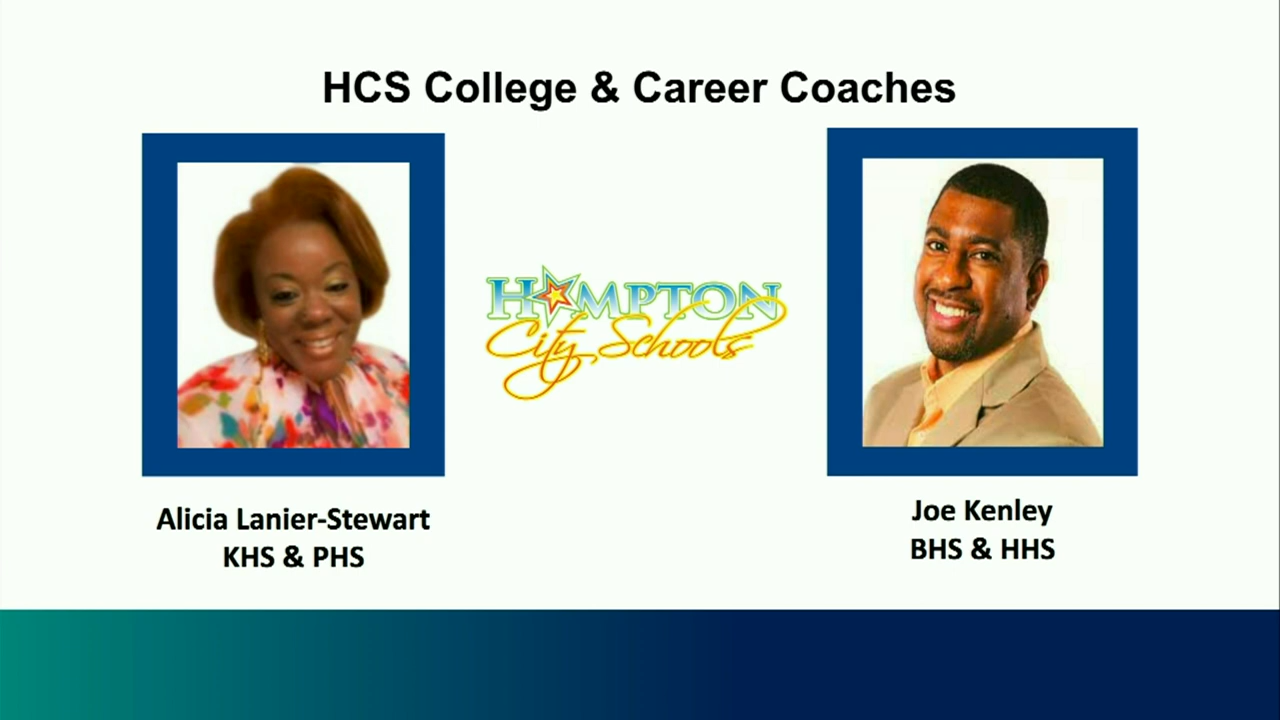 HCS College & Career Coaches
HAMPTON
City Schools
Alicia Lanier-Stewart
KHS & PHS
Joe Kenley
BHS & HHS